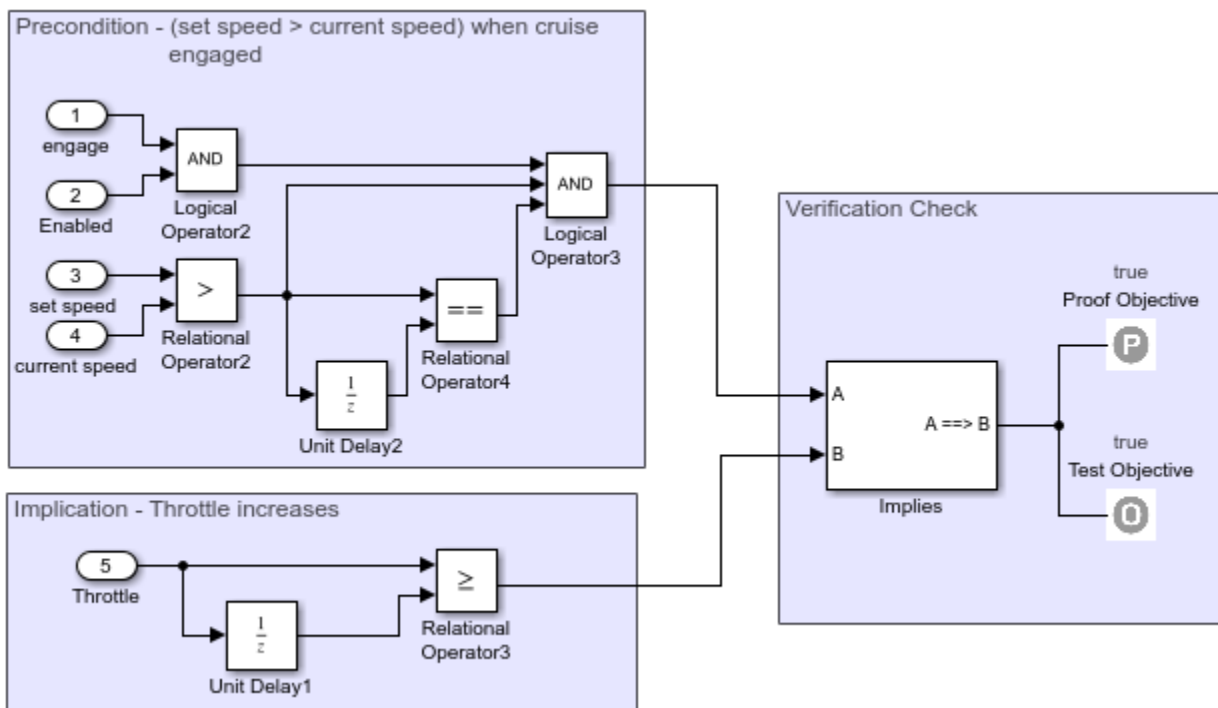 Precondition - (set speed > current speed) when cruise
engaged
1
engage
AND
2
Enabled
Logical
Operator2
AND
Logical
Operator3
3
set speed
>
4
current speed
Relational
Operator2
==
Relational
Operator4
1
z
Unit Delay2
Implication - Throttle increases
5
Throttle
≥
Relational
Operator3
1
z
Unit Delay1
Verification Check
true
Proof Objective
P
A
A ==> B
B
Implies
true
Test Objective
O